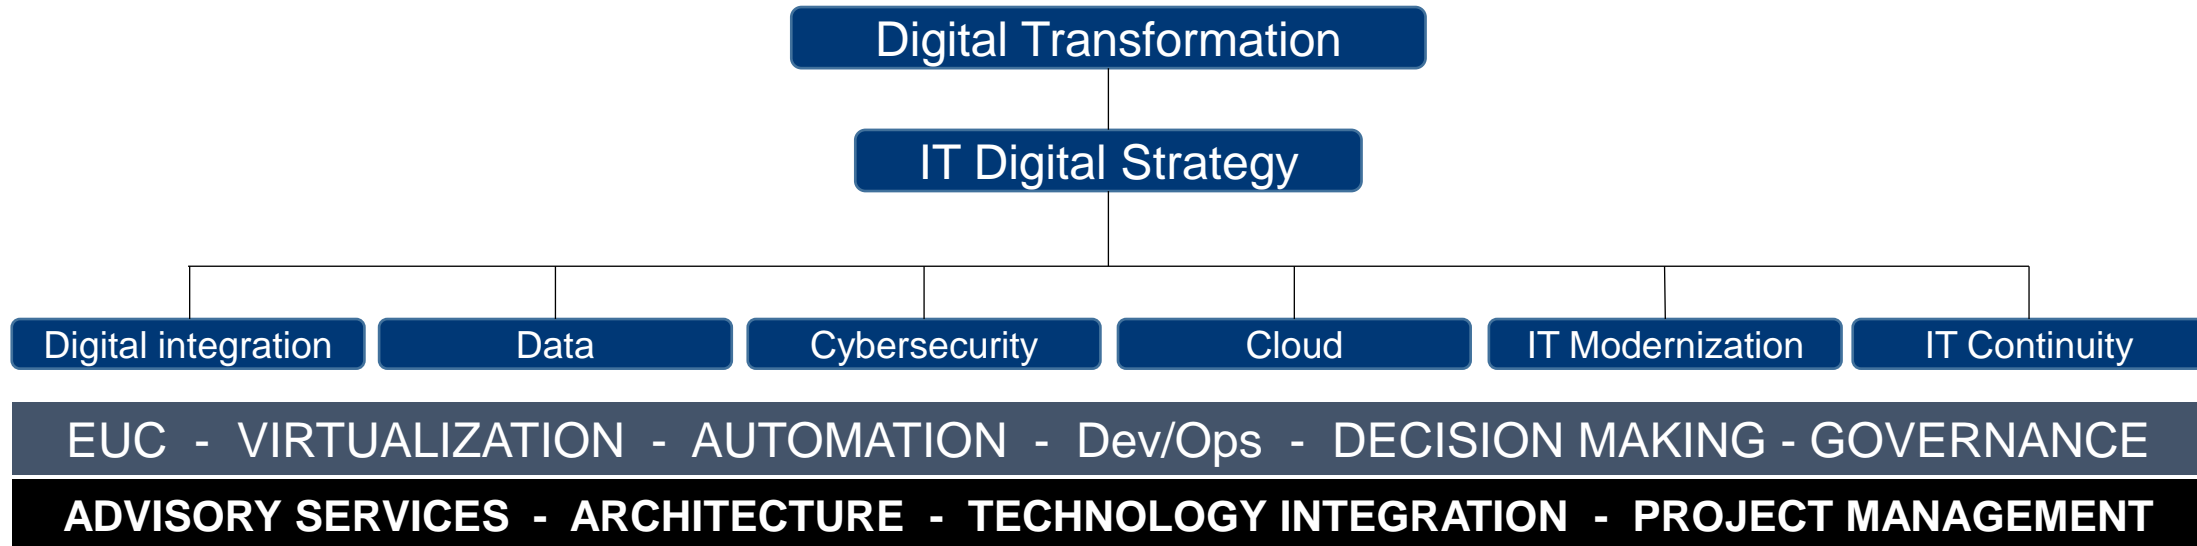 Digital Transformation
IT Digital Strategy
Digital integration
Data
Cybersecurity
Cloud
IT Modernization
IT Continuity
EUC - VIRTUALIZATION - AUTOMATION - Dev/Ops - DECISION MAKING - GOVERNANCE
ADVISORY SERVICES - ARCHITECTURE - TECHNOLOGY INTEGRATION - PROJECT MANAGEMENT